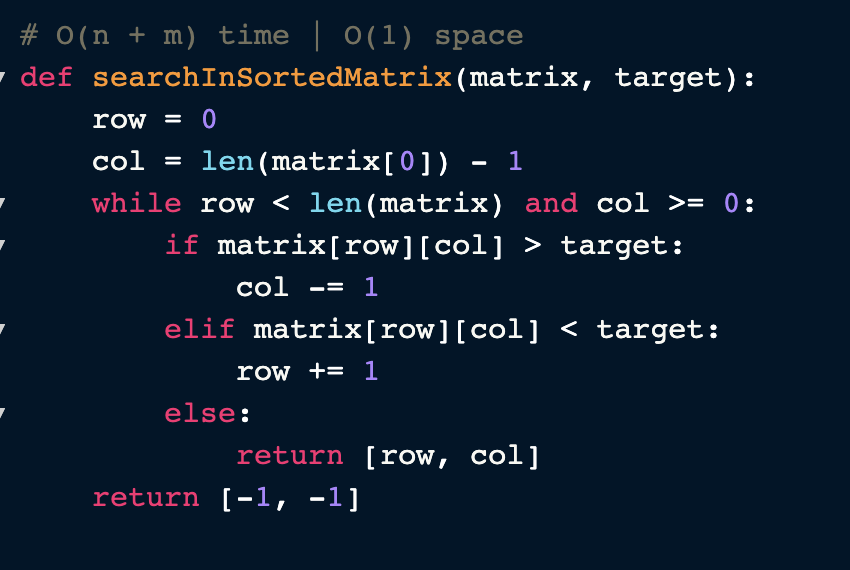 # O(n + m) time | O(1) space
def searchInSortedMatrix(matrix, target):
    row = 0
    col = len(matrix[0]) - 1
    while row < len(matrix) and col >= 0:
        if matrix[row][col] > target:
            col -= 1
        elif matrix[row][col] < target:
            row += 1
        else:
            return [row, col]
    return [-1, -1]